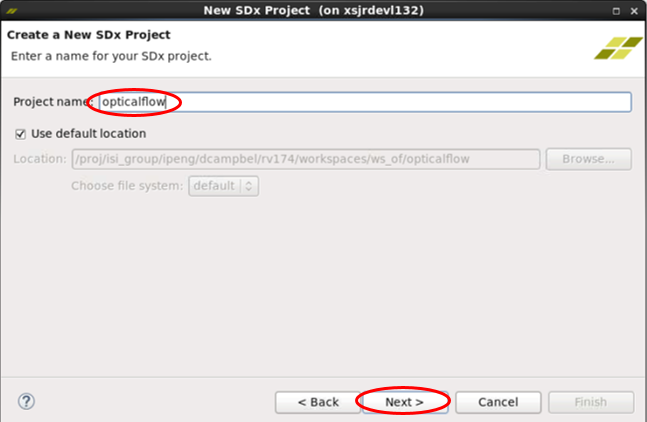 New SDx Project (on xsjrdevl132)
Create a New SDx Project
Enter a name for your SDx project.
Project name: opticalflow
Use default location
Location: /proj/isi_group/ipeng/dcampbel/rv174/workspaces/ws_of/opticalflow Browse...
Choose file system: default
? < Back Next > Cancel Finish